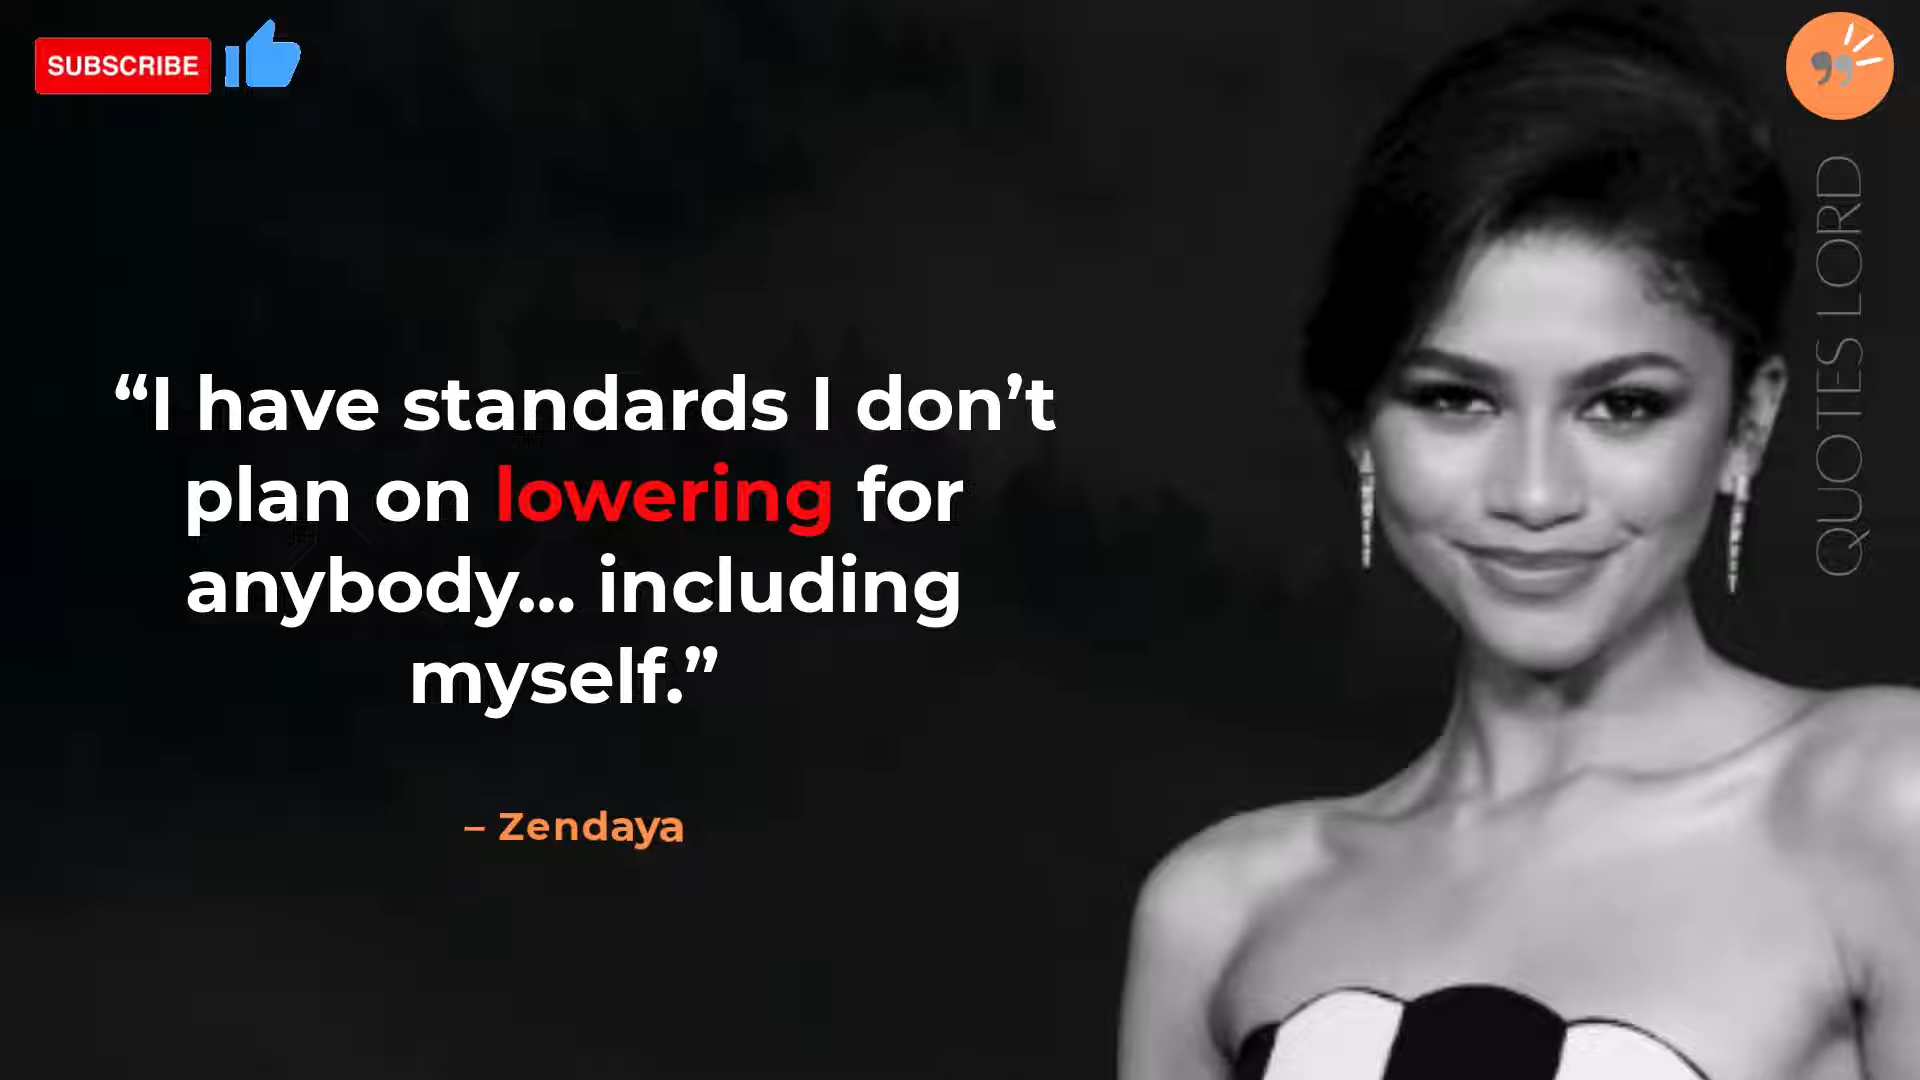 SUBSCRIBE
“I have standards I don’t
plan on lowering for
anybody... including
myself.”
– Zendaya
QUOTES LORD